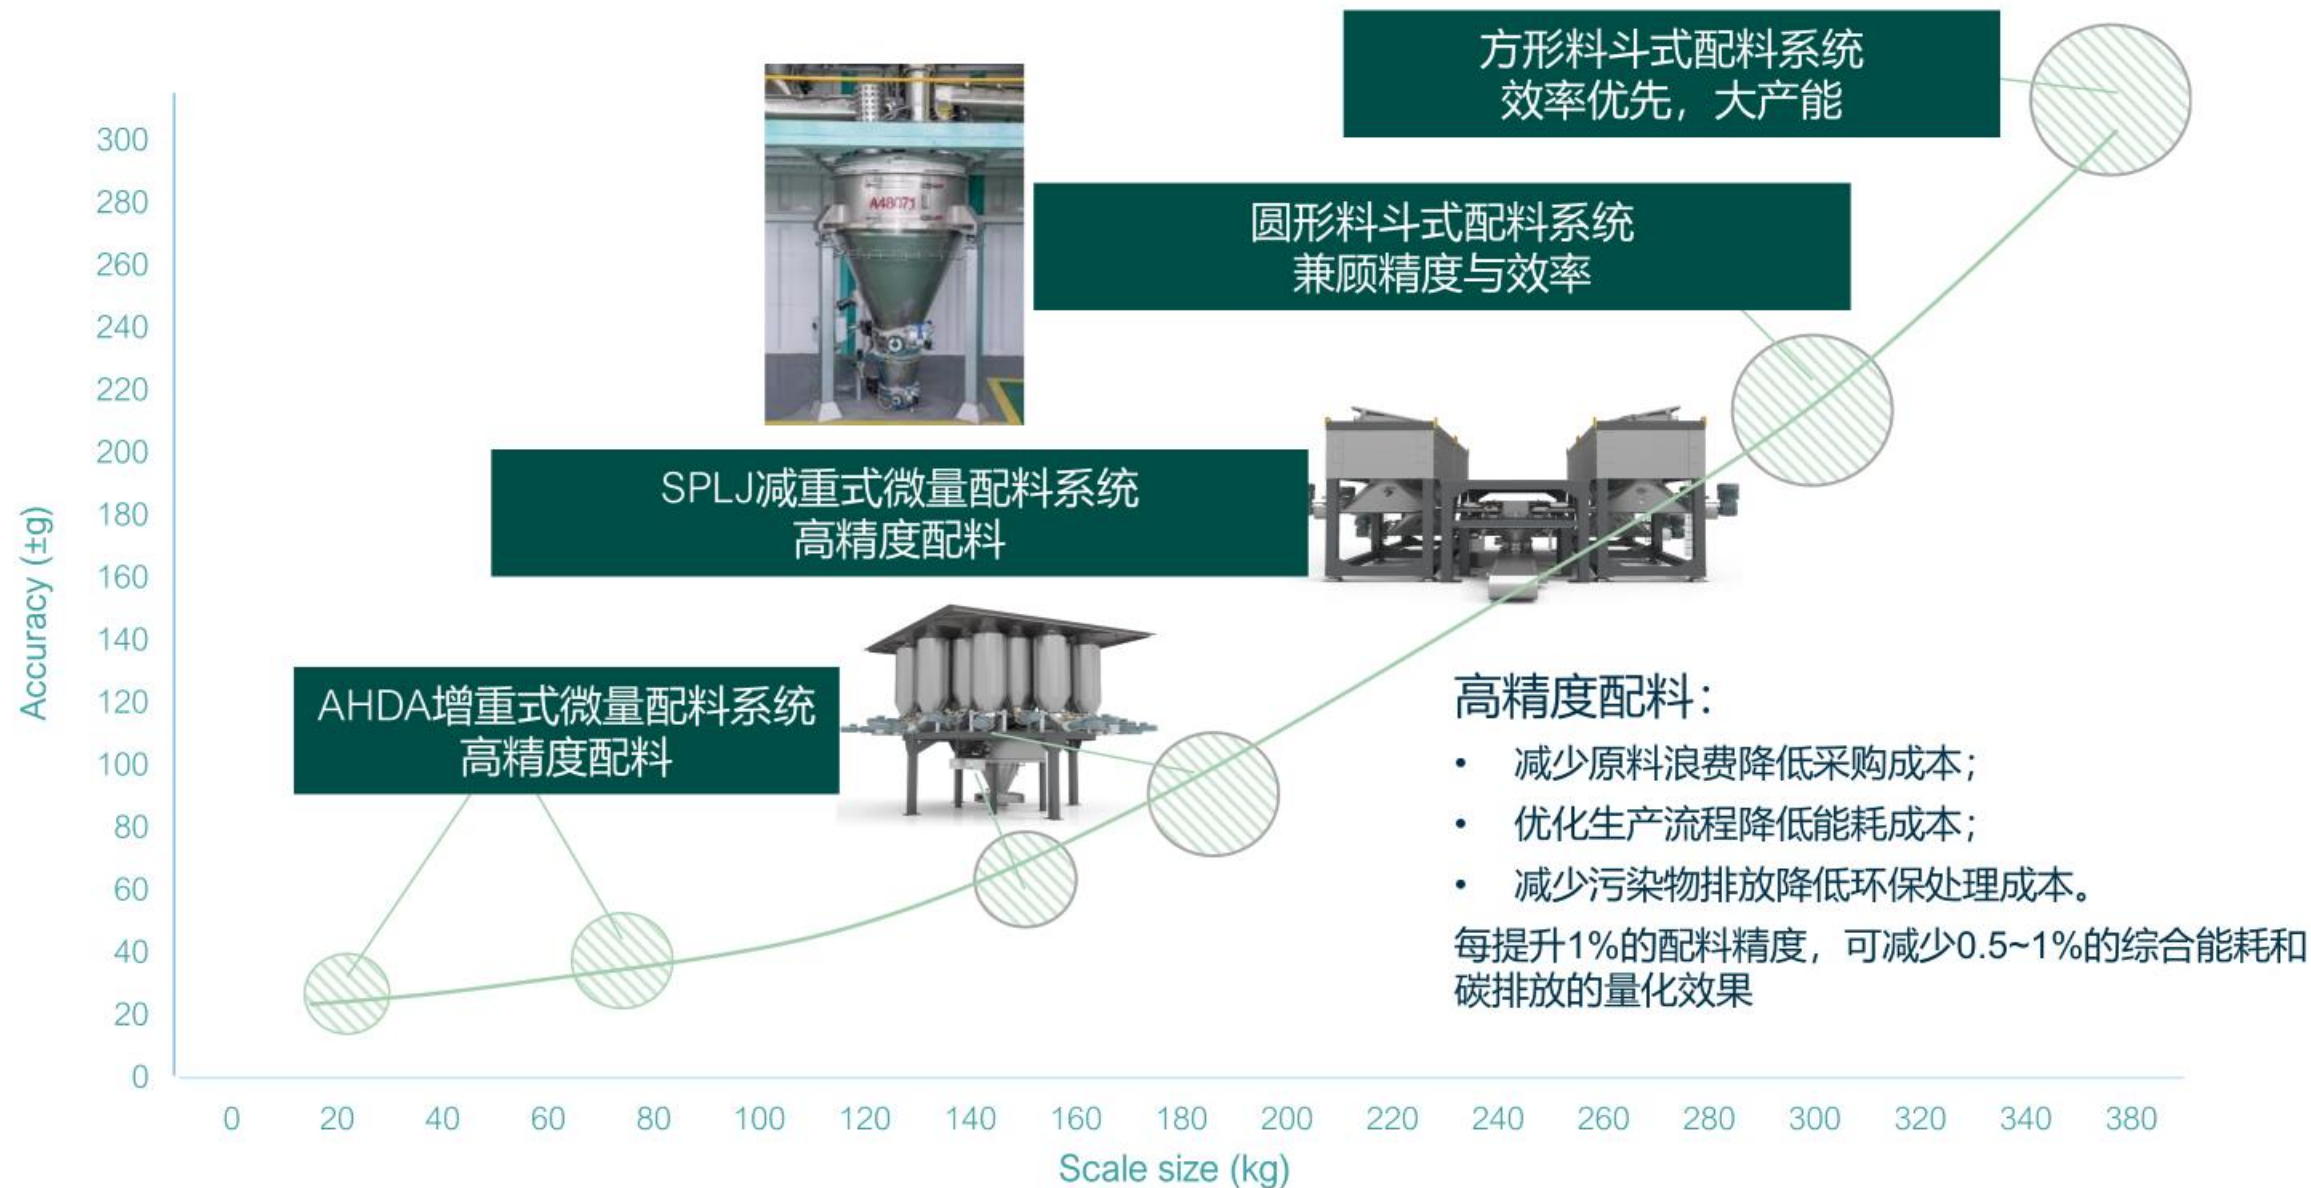 方形料斗式配料系统
效率优先，大产能
圆形料斗式配料系统
兼顾精度与效率
A48071
SPLJ减重式微量配料系统
高精度配料
AHDA增重式微量配料系统
高精度配料
高精度配料：
• 减少原料浪费降低采购成本；
• 优化生产流程降低能耗成本；
• 减少污染物排放降低环保处理成本。
每提升1%的配料精度，可减少0.5~1%的综合能耗和
碳排放的量化效果
Accuracy (±g)
300
280
260
240
220
200
180
160
140
120
100
80
60
40
20
0
0 20 40 60 80 100 120 140 160 180 200 220 240 260 280 300 320 340 380
Scale size (kg)